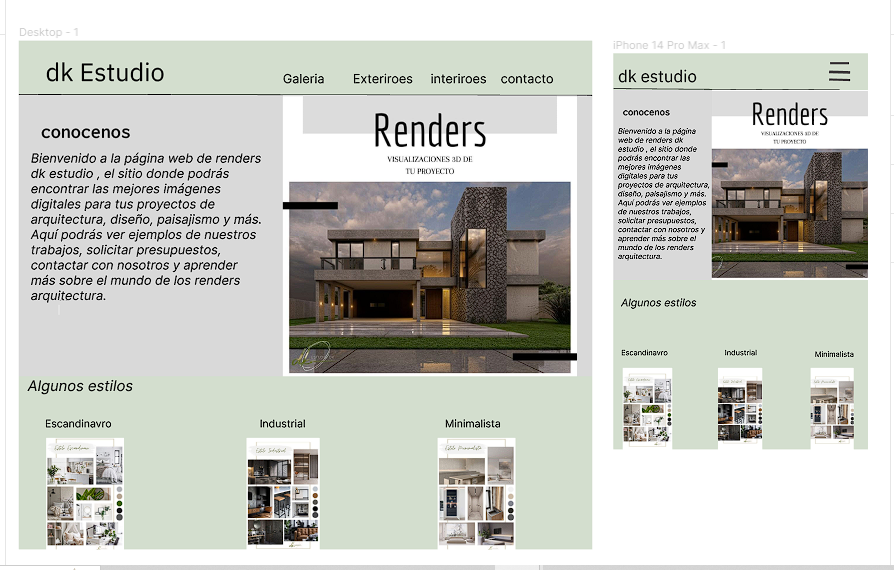 Desktop - 1
dk Estudio
Galeria
Exteriroes
interiroes
contacto
conocenos
Bienvenido a la página web de renders
dk estudio , el sitio donde podrás
encontrar las mejores imágenes
digitales para tus proyectos de
arquitectura, diseño, paisajismo y más.
Aquí podrás ver ejemplos de nuestros
trabajos, solicitar presupuestos,
contactar con nosotros y aprender
más sobre el mundo de los renders
arquitectura.
Renders
VISUALIZACIONES 3D DE
TU PROYECTO
Algunos estilos
Escandinavro
Industrial
Minimalista
Estilo Escandinavo
Estilo Industrial
Estilo Minimalista
iPhone 14 Pro Max - 1
dk estudio
conocenos
Bienvenido a la página
web de renders dk
estudio , el sitio donde
podrás encontrar las
mejores imágenes
digitales para tus
proyectos de arquitectura,
diseño, paisajismo y más.
Aquí podrás ver ejemplos
de nuestros trabajos,
solicitar presupuestos,
contactar con nosotros y
aprender más sobre el
mundo de los renders
arquitectura.
Renders
VISUALIZACIONES 3D DE
TU PROYECTO
Algunos estilos
Escandinavro
Industrial
Minimalista